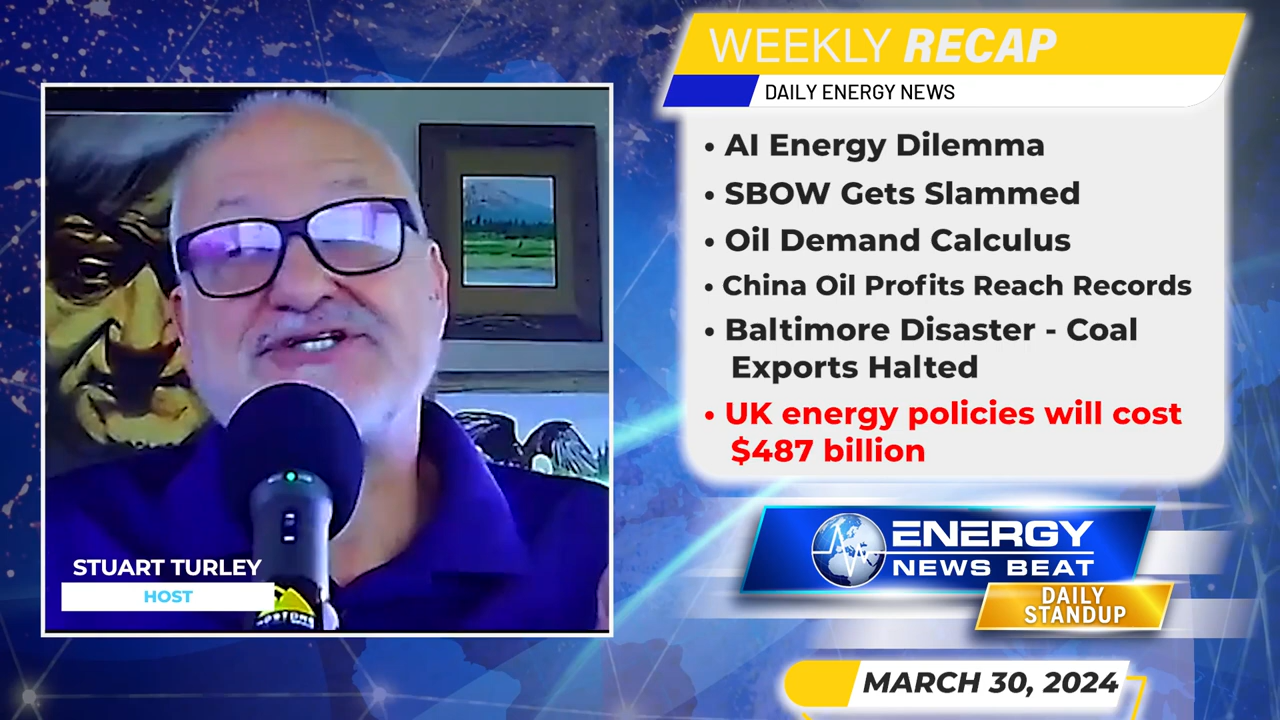 WEEKLY RECAP
DAILY ENERGY NEWS
• AI Energy Dilemma
• SBOW Gets Slammed
• Oil Demand Calculus
• China Oil Profits Reach Records
• Baltimore Disaster - Coal
Exports Halted
• UK energy policies will cost
$487 billion
STUART TURLEY
HOST
ENERGY
NEWS BEAT
DAILY
STANDUP
MARCH 30, 2024